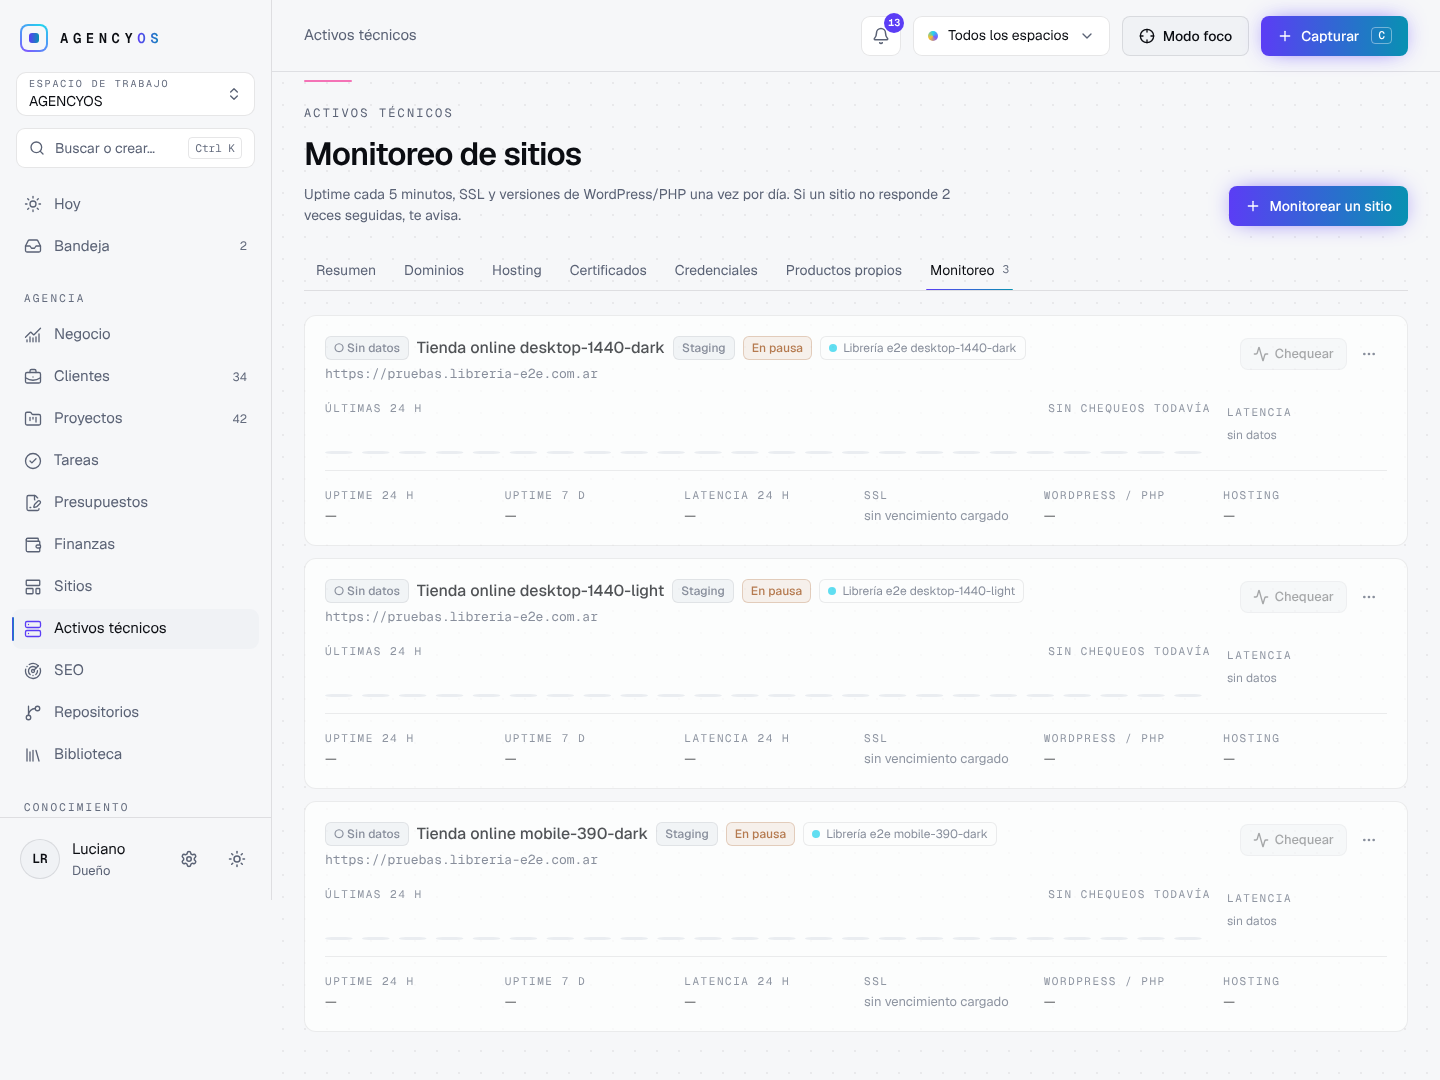 AGENCYOS
ESPACIO DE TRABAJO
AGENCYOS
Buscar o crear... Ctrl K
Hoy
Bandeja 2
AGENCIA
Negocio
Clientes 34
Proyectos 42
Tareas
Presupuestos
Finanzas
Sitios
Activos técnicos
SEO
Repositorios
Biblioteca
CONOCIMIENTO
LR Luciano
Dueño
Activos técnicos
13
Todos los espacios
Modo foco
Capturar C
ACTIVOS TÉCNICOS
Monitoreo de sitios
Uptime cada 5 minutos, SSL y versiones de WordPress/PHP una vez por día. Si un sitio no responde 2
veces seguidas, te avisa.
Monitorear un sitio
Resumen Dominios Hosting Certificados Credenciales Productos propios Monitoreo 3
Sin datos Tienda online desktop-1440-dark Staging En pausa Librería e2e desktop-1440-dark Chequear
https://pruebas.libreria-e2e.com.ar
ÚLTIMAS 24 H SIN CHEQUEOS TODAVÍA LATENCIA
sin datos
UPTIME 24 H UPTIME 7 D LATENCIA 24 H SSL WORDPRESS / PHP HOSTING
— — — sin vencimiento cargado — —
Sin datos Tienda online desktop-1440-light Staging En pausa Librería e2e desktop-1440-light Chequear
https://pruebas.libreria-e2e.com.ar
ÚLTIMAS 24 H SIN CHEQUEOS TODAVÍA LATENCIA
sin datos
UPTIME 24 H UPTIME 7 D LATENCIA 24 H SSL WORDPRESS / PHP HOSTING
— — — sin vencimiento cargado — —
Sin datos Tienda online mobile-390-dark Staging En pausa Librería e2e mobile-390-dark Chequear
https://pruebas.libreria-e2e.com.ar
ÚLTIMAS 24 H SIN CHEQUEOS TODAVÍA LATENCIA
sin datos
UPTIME 24 H UPTIME 7 D LATENCIA 24 H SSL WORDPRESS / PHP HOSTING
— — — sin vencimiento cargado — —